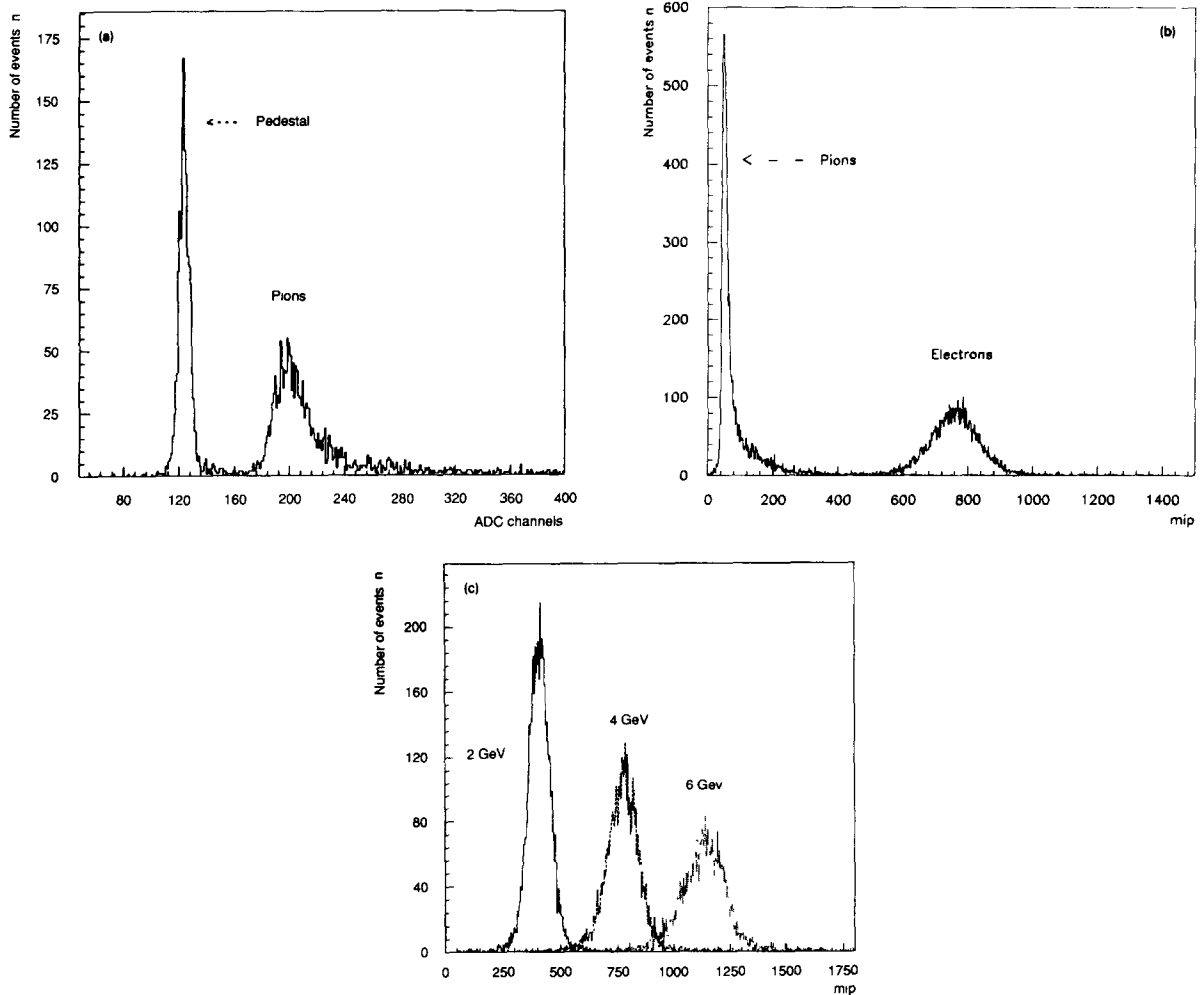 Number of events n
(a)
175
150
125
100
75
50
25
0
<--- Pedestal
Pions
80 120 160 200 240 280 320 360 400
ADC channels
Number of events n
(b)
600
500
400
300
200
100
0
< - - Pions
Electrons
0 200 400 600 800 1000 1200 1400
mip
Number of events n
(c)
200
160
120
80
40
0
2 GeV
4 GeV
6 Gev
0 250 500 750 1000 1250 1500 1750
mip